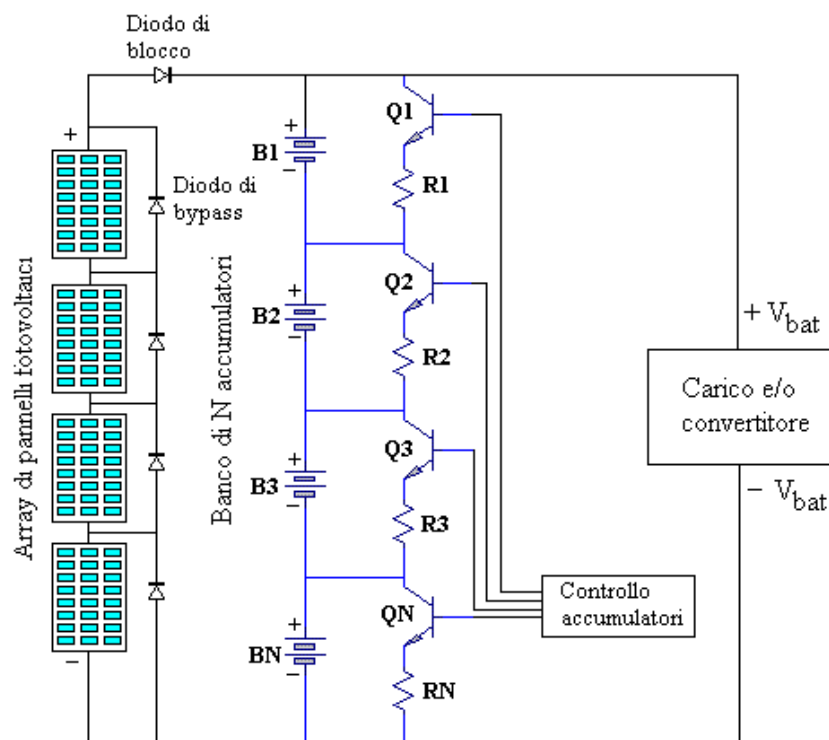 Diodo di
blocco
+
Diodo di
bypass
Array di pannelli fotovoltaici
−
Banco di N accumulatori
+
B1
−
Q1
R1
+
B2
−
Q2
R2
+
B3
−
Q3
R3
+
BN
−
QN
RN
+ Vbat
Carico e/o
convertitore
− Vbat
Controllo
accumulatori